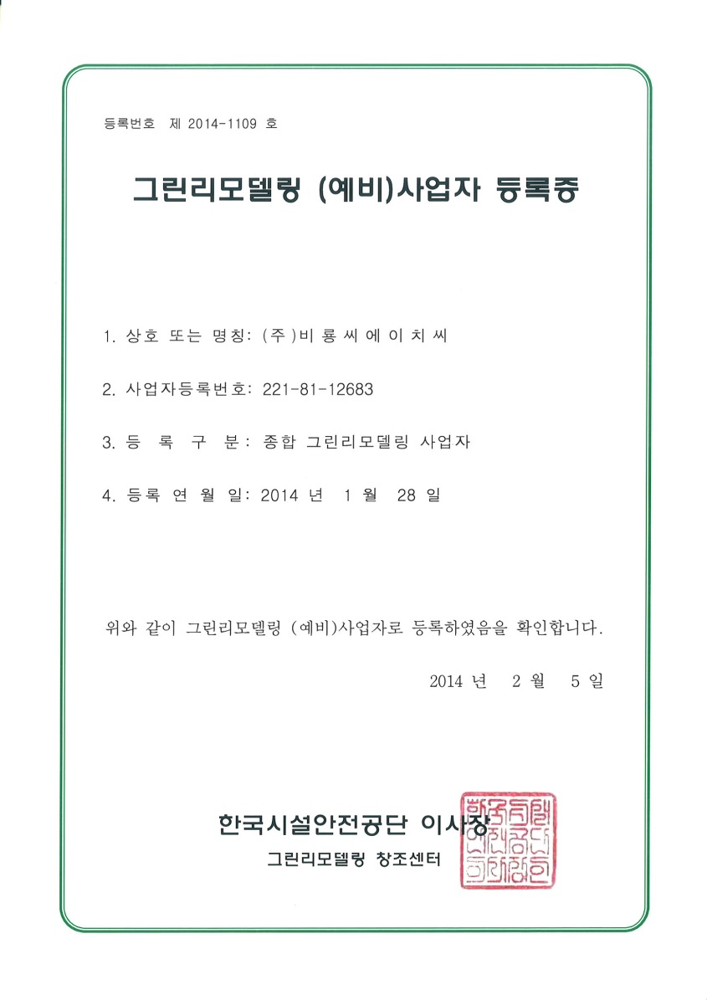 등록번호 제 2014-1109 호
그린리모델링 (예비)사업자 등록증
1. 상호 또는 명칭: (주)비룡씨에이치씨
2. 사업자등록번호: 221-81-12683
3. 등 록 구 분: 종합 그린리모델링 사업자
4. 등록 연 월 일: 2014 년 1 월 28 일
위와 같이 그린리모델링 (예비)사업자로 등록하였음을 확인합니다.
2014 년 2 월 5 일
한국시설안전공단 이사장
그린리모델링 창조센터